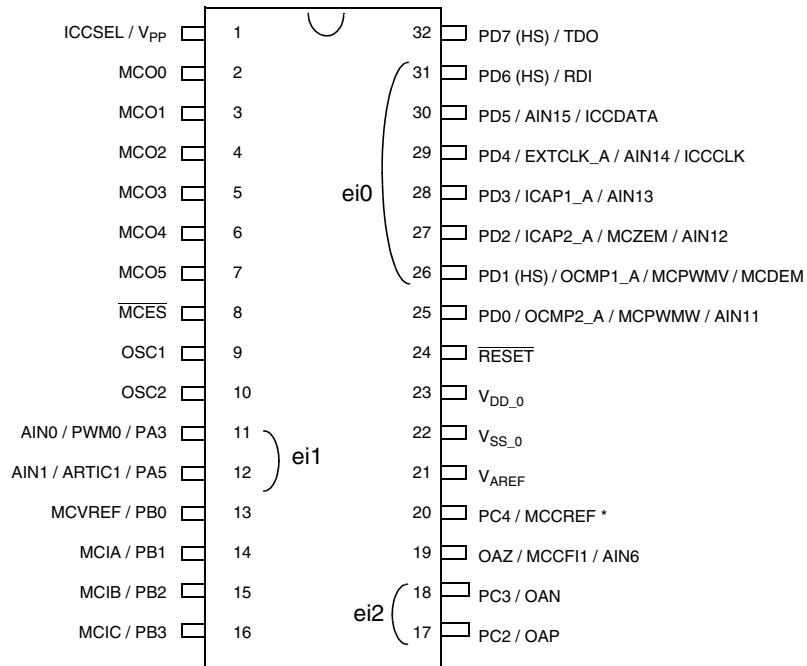 ICCSEL / VPP 1 32 PD7 (HS) / TDO
MCO0 2 31 PD6 (HS) / RDI
MCO1 3 30 PD5 / AIN15 / ICCDATA
MCO2 4 29 PD4 / EXTCLK_A / AIN14 / ICCCLK
MCO3 5 ei0 28 PD3 / ICAP1_A / AIN13
MCO4 6 27 PD2 / ICAP2_A / MCZEM / AIN12
MCO5 7 26 PD1 (HS) / OCMP1_A / MCPWMV / MCDEM
MCES 8 25 PD0 / OCMP2_A / MCPWMW / AIN11
OSC1 9 24 RESET
OSC2 10 23 VDD_0
AIN0 / PWM0 / PA3 11 ei1 22 VSS_0
AIN1 / ARTIC1 / PA5 12 21 VAREF
MCVREF / PB0 13 20 PC4 / MCCREF *
MCIA / PB1 14 19 OAZ / MCCFI1 / AIN6
MCIB / PB2 15 ei2 18 PC3 / OAN
MCIC / PB3 16 17 PC2 / OAP